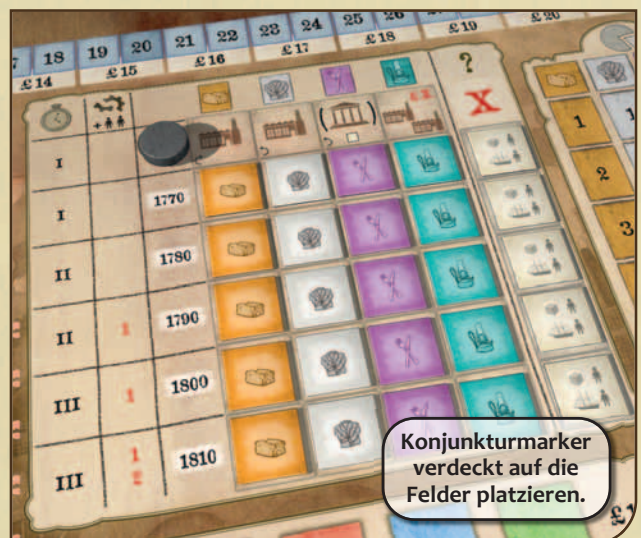 18 19 20 21 22 23 24 25 26
£14 £15 £16 £17 £18 £19 £20
?
+
( )
X
I
I 1770 1
II 1780 2
II 1 1790 3
III 1 1800
III 1 2 1810
Konjunkturmarker
verdeckt auf die
Felder platzieren.